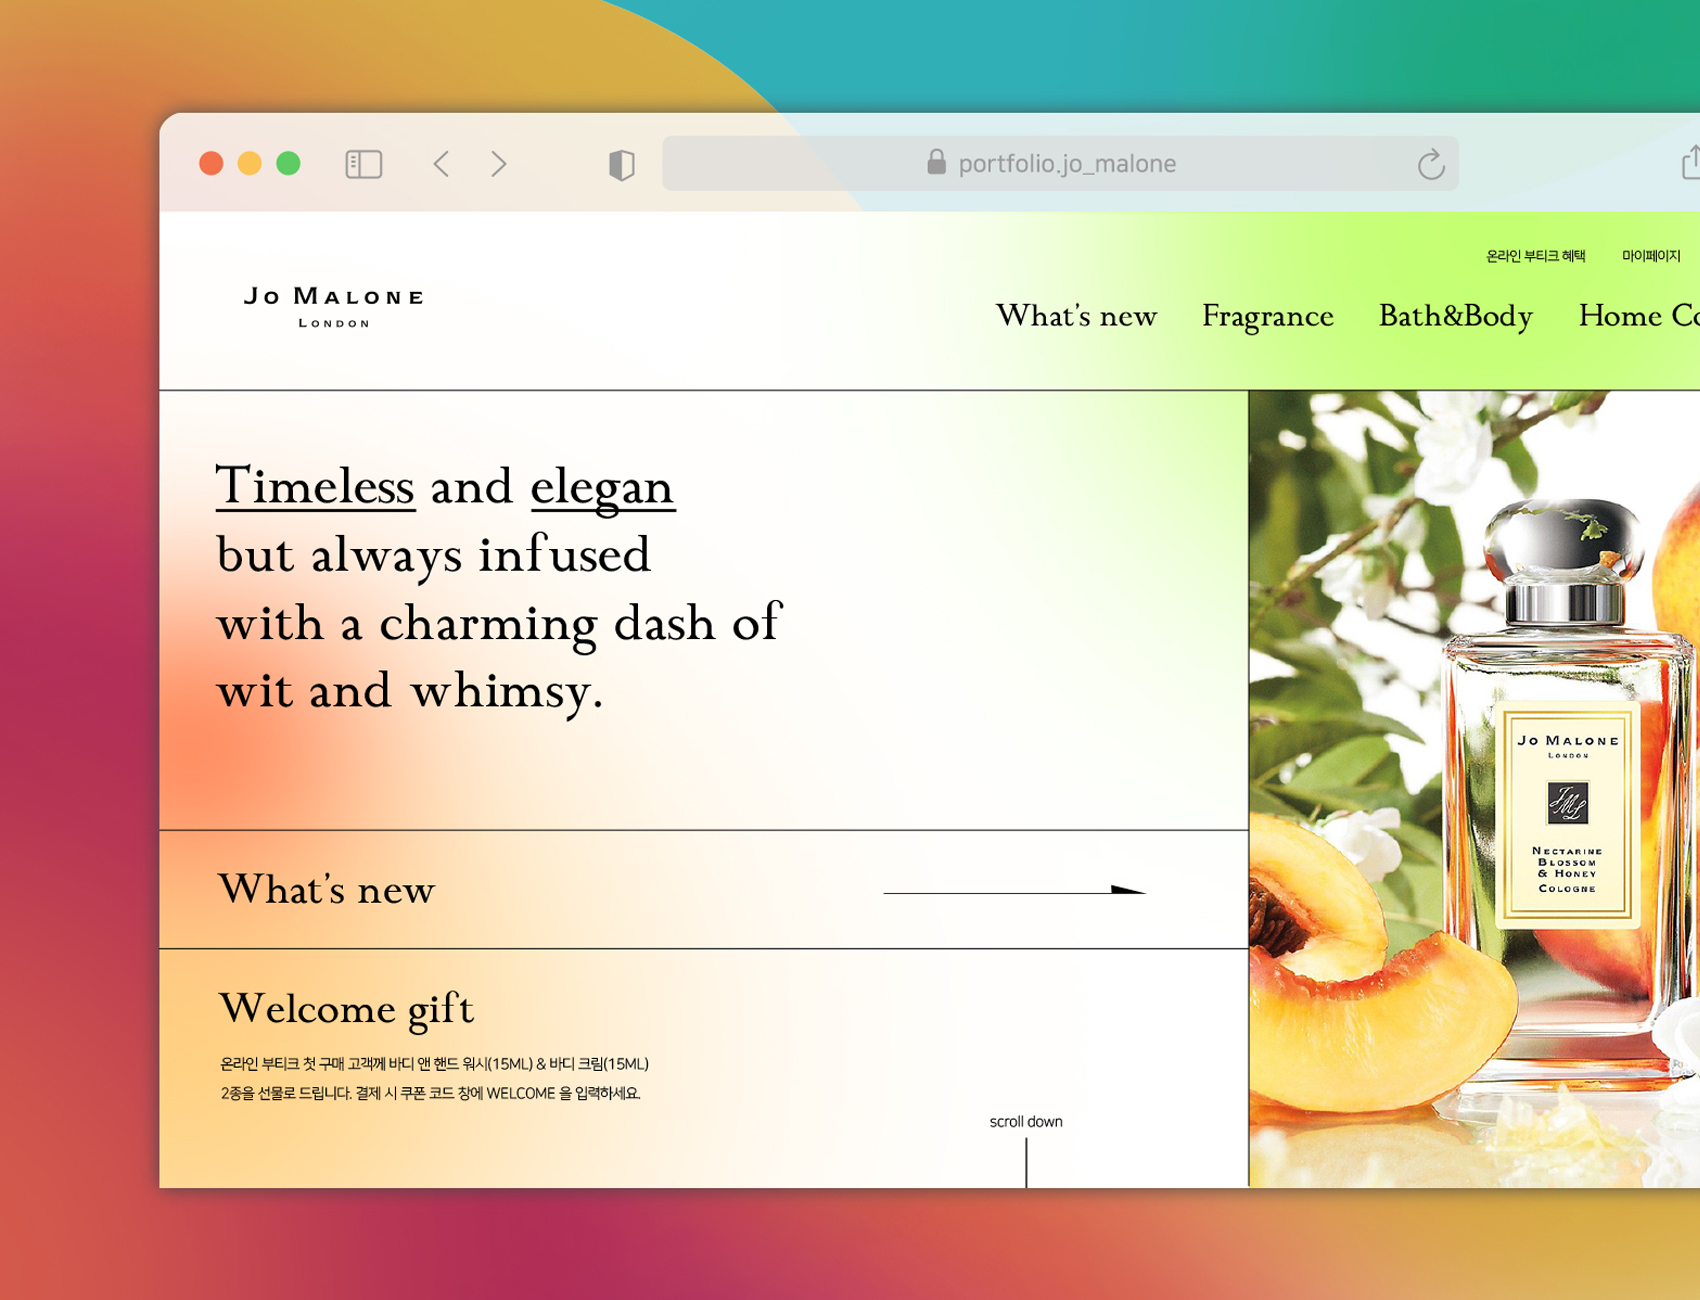 portfolio.jo_malone
온라인 부티크 혜택 마이페이지
JO MALONE
LONDON
What's new Fragrance Bath&Body Home Co
Timeless and elegan
but always infused
with a charming dash of
wit and whimsy.
What's new
Welcome gift
온라인 부티크 첫 구매 고객께 바디 앤 핸드 워시(15ML) & 바디 크림(15ML)
2종을 선물로 드립니다. 결제 시 쿠폰 코드 창에 WELCOME 을 입력하세요.
scroll down
JO MALONE
LONDON
JML
NECTARINE
BLOSSOM
& HONEY
COLOGNE